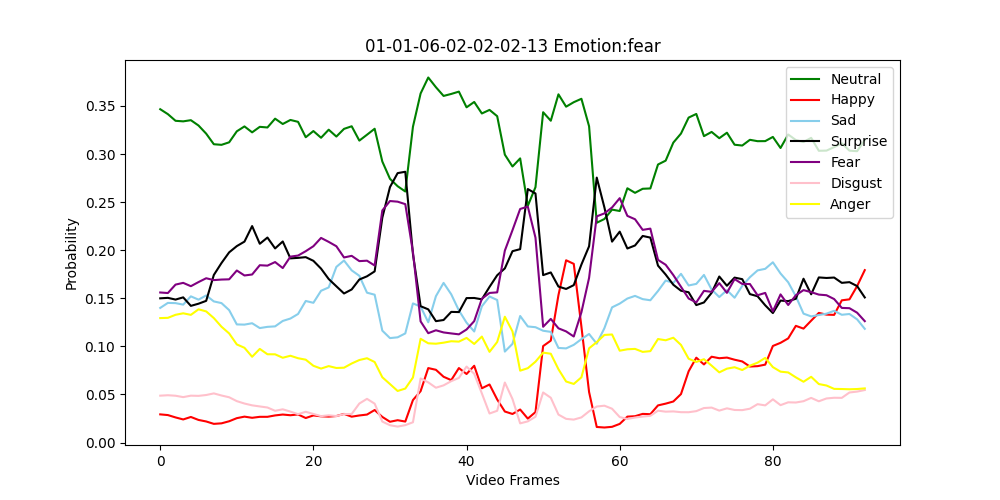 01-01-06-02-02-02-13 Emotion:fear
Probability
0.35
0.30
0.25
0.20
0.15
0.10
0.05
0.00
0
20
40
60
80
Video Frames
Neutral
Happy
Sad
Surprise
Fear
Disgust
Anger